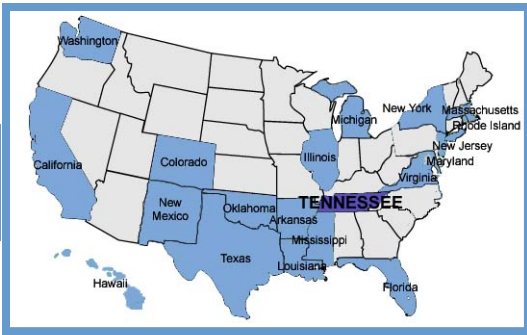 Washington
New York
Massachusetts
Michigan
Rhode Island
New Jersey
Illinois
Maryland
California
Colorado
Virginia
TENNESSEE
New
Mexico
Oklahoma
Arkansas
Mississippi
Texas
Louisiana
Hawaii
Florida